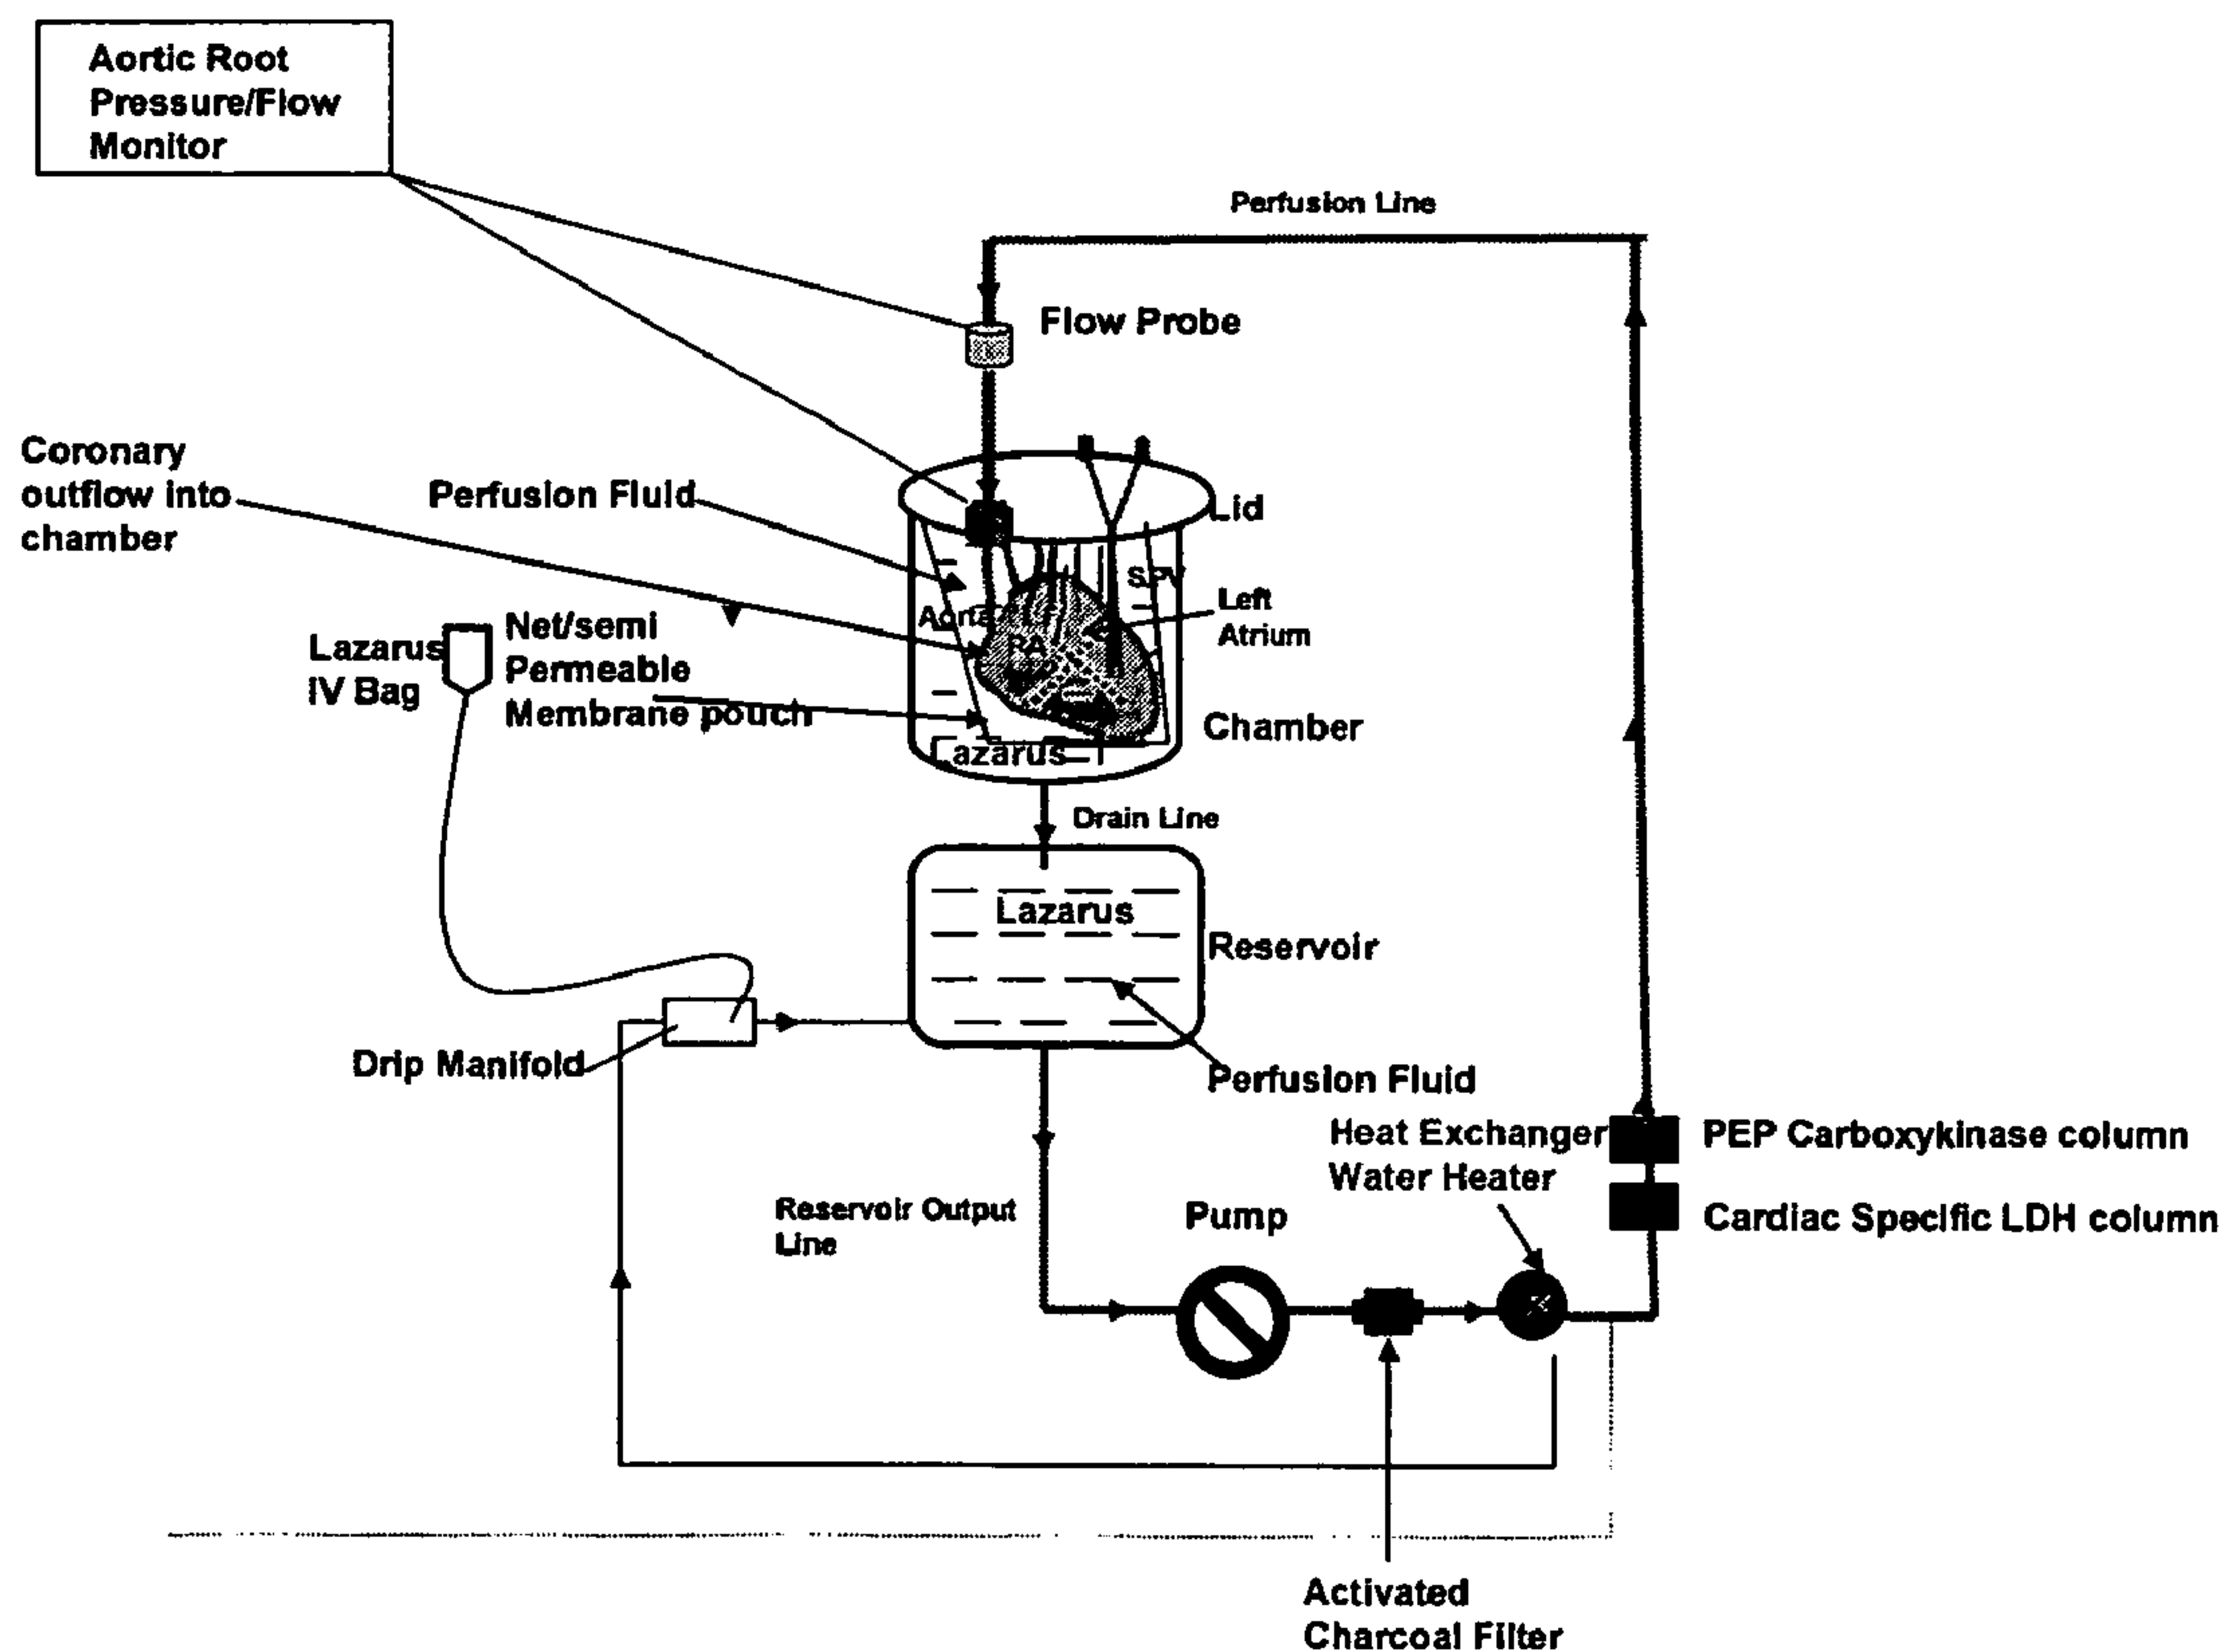 Aortic Root
Pressure/Flow
Monitor
Perfusion Line
Flow Probe
Coronary
outflow into
chamber
Perfusion Fluid
Lid
SPV
Left
Atrium
Aorta
RA
Lazarus
IV Bag
Net/semi
Permeable
Membrane pouch
Chamber
Lazarus
Drain Line
Lazarus
Reservoir
Drip Manifold
Perfusion Fluid
Heat Exchanger
Water Heater
PEP Carboxykinase column
Cardiac Specific LDH column
Reservoir Output
Line
Pump
Activated
Charcoal Filter